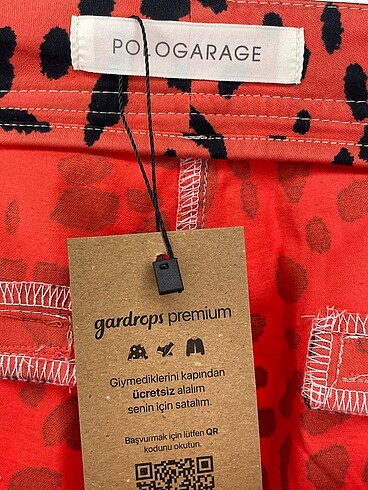 POLOGARAGE
gardrops premium
Giymediklerini kapından
ücretsiz alalım
senin için satalım.
Başvurmak için lütfen QR
kodunu okutun.